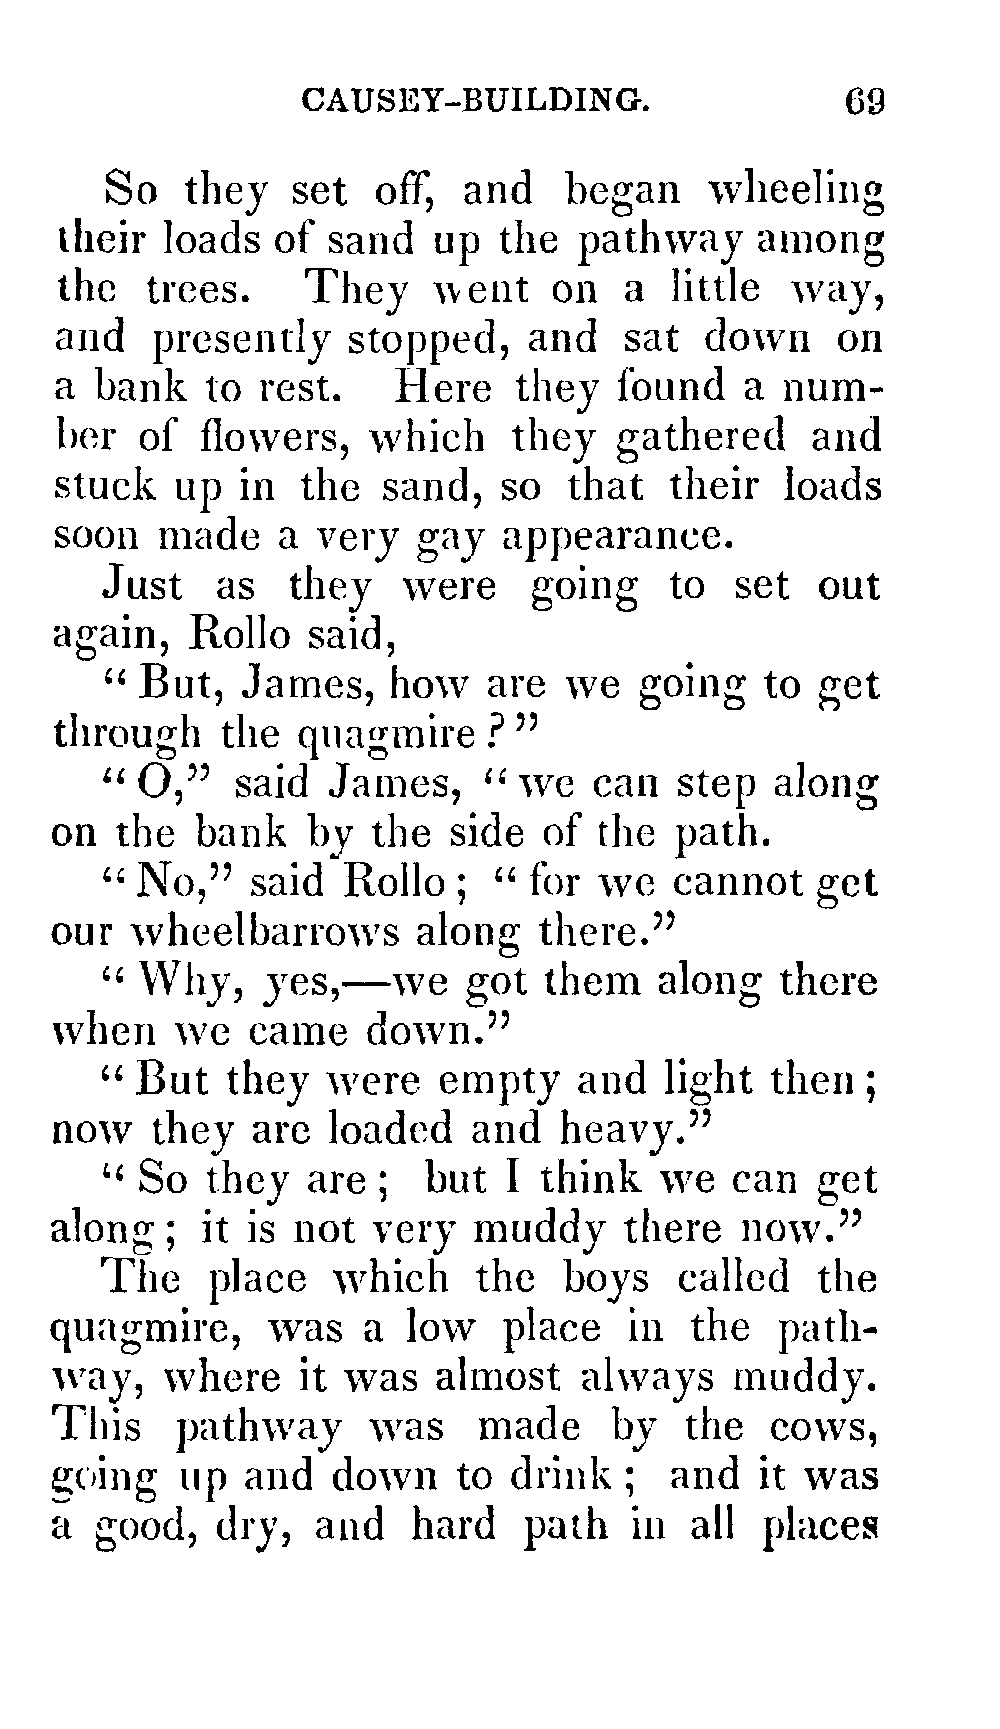 CAUSEY-BUILDING. 69
So they set off, and began wheeling
their loads of sand up the pathway among
the trees. They went on a little way,
and presently stopped, and sat down on
a bank to rest. Here they found a num-
ber of flowers, which they gathered and
stuck up in the sand, so that their loads
soon made a very gay appearance.
Just as they were going to set out
again, Rollo said,
“ But, James, how are we going to get
through the quagmire ? ”
“ O,” said James, “ we can step along
on the bank by the side of the path.
“ No,” said Rollo ; “ for we cannot get
our wheelbarrows along there.”
“ Why, yes,—we got them along there
when we came down.”
“ But they were empty and light then ;
now they are loaded and heavy.”
“ So they are ; but I think we can get
along ; it is not very muddy there now.”
The place which the boys called the
quagmire, was a low place in the path-
way, where it was almost always muddy.
This pathway was made by the cows,
going up and down to drink ; and it was
a good, dry, and hard path in all places